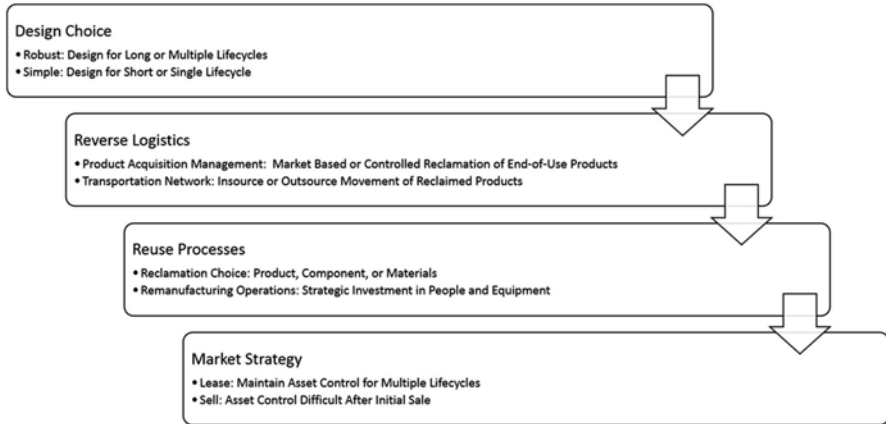 Design Choice
• Robust: Design for Long or Multiple Lifecycles
• Simple: Design for Short or Single Lifecycle
Reverse Logistics
• Product Acquisition Management:  Market Based or Controlled Reclamation of End-of-Use Products
• Transportation Network: Insource or Outsource Movement of Reclaimed Products
Reuse Processes
• Reclamation Choice: Product, Component, or Materials
• Remanufacturing Operations: Strategic Investment in People and Equipment
Market Strategy
• Lease: Maintain Asset Control for Multiple Lifecycles
• Sell: Asset Control Difficult After Initial Sale